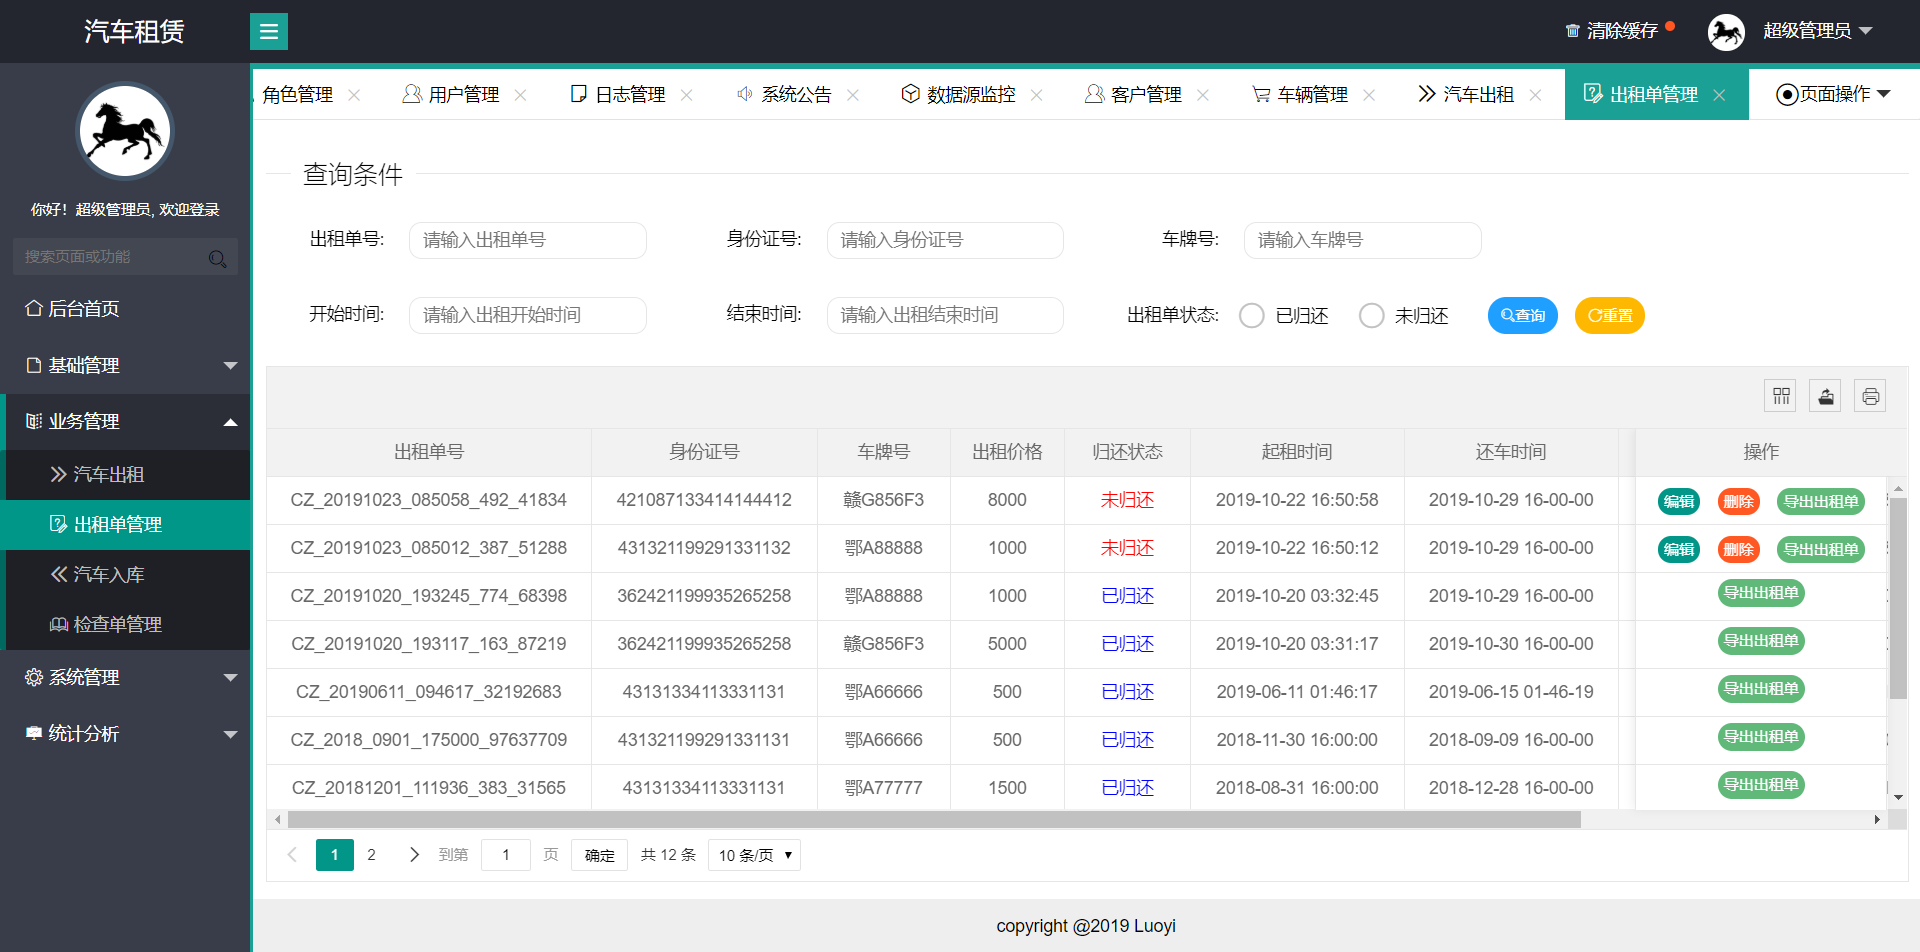 汽车租赁
清除缓存
超级管理员
角色管理 用户管理 日志管理 系统公告 数据源监控 客户管理 车辆管理 汽车出租 出租单管理 页面操作
你好！超级管理员, 欢迎登录
搜索页面或功能
后台首页
基础管理
业务管理
汽车出租
出租单管理
汽车入库
检查单管理
系统管理
统计分析
查询条件
出租单号: 请输入出租单号 身份证号: 请输入身份证号 车牌号: 请输入车牌号
开始时间: 请输入出租开始时间 结束时间: 请输入出租结束时间 出租单状态: 已归还 未归还 查询 重置
出租单号 身份证号 车牌号 出租价格 归还状态 起租时间 还车时间 操作
CZ_20191023_085058_492_41834 421087133414144412 赣G856F3 8000 未归还 2019-10-22 16:50:58 2019-10-29 16-00-00 编辑 删除 导出出租单
CZ_20191023_085012_387_51288 431321199291331132 鄂A88888 1000 未归还 2019-10-22 16:50:12 2019-10-29 16-00-00 编辑 删除 导出出租单
CZ_20191020_193245_774_68398 362421199935265258 鄂A88888 1000 已归还 2019-10-20 03:32:45 2019-10-29 16-00-00 导出出租单
CZ_20191020_193117_163_87219 362421199935265258 赣G856F3 5000 已归还 2019-10-20 03:31:17 2019-10-30 16-00-00 导出出租单
CZ_20190611_094617_32192683 43131334113331131 鄂A66666 500 已归还 2019-06-11 01:46:17 2019-06-15 01-46-19 导出出租单
CZ_2018_0901_175000_97637709 431321199291331131 鄂A66666 500 已归还 2018-11-30 16:00:00 2018-09-09 16-00-00 导出出租单
CZ_20181201_111936_383_31565 43131334113331131 鄂A77777 1500 已归还 2018-08-31 16:00:00 2018-12-28 16-00-00 导出出租单
1 2 到第 1 页 确定 共 12 条 10 条/页
copyright @2019 Luoyi